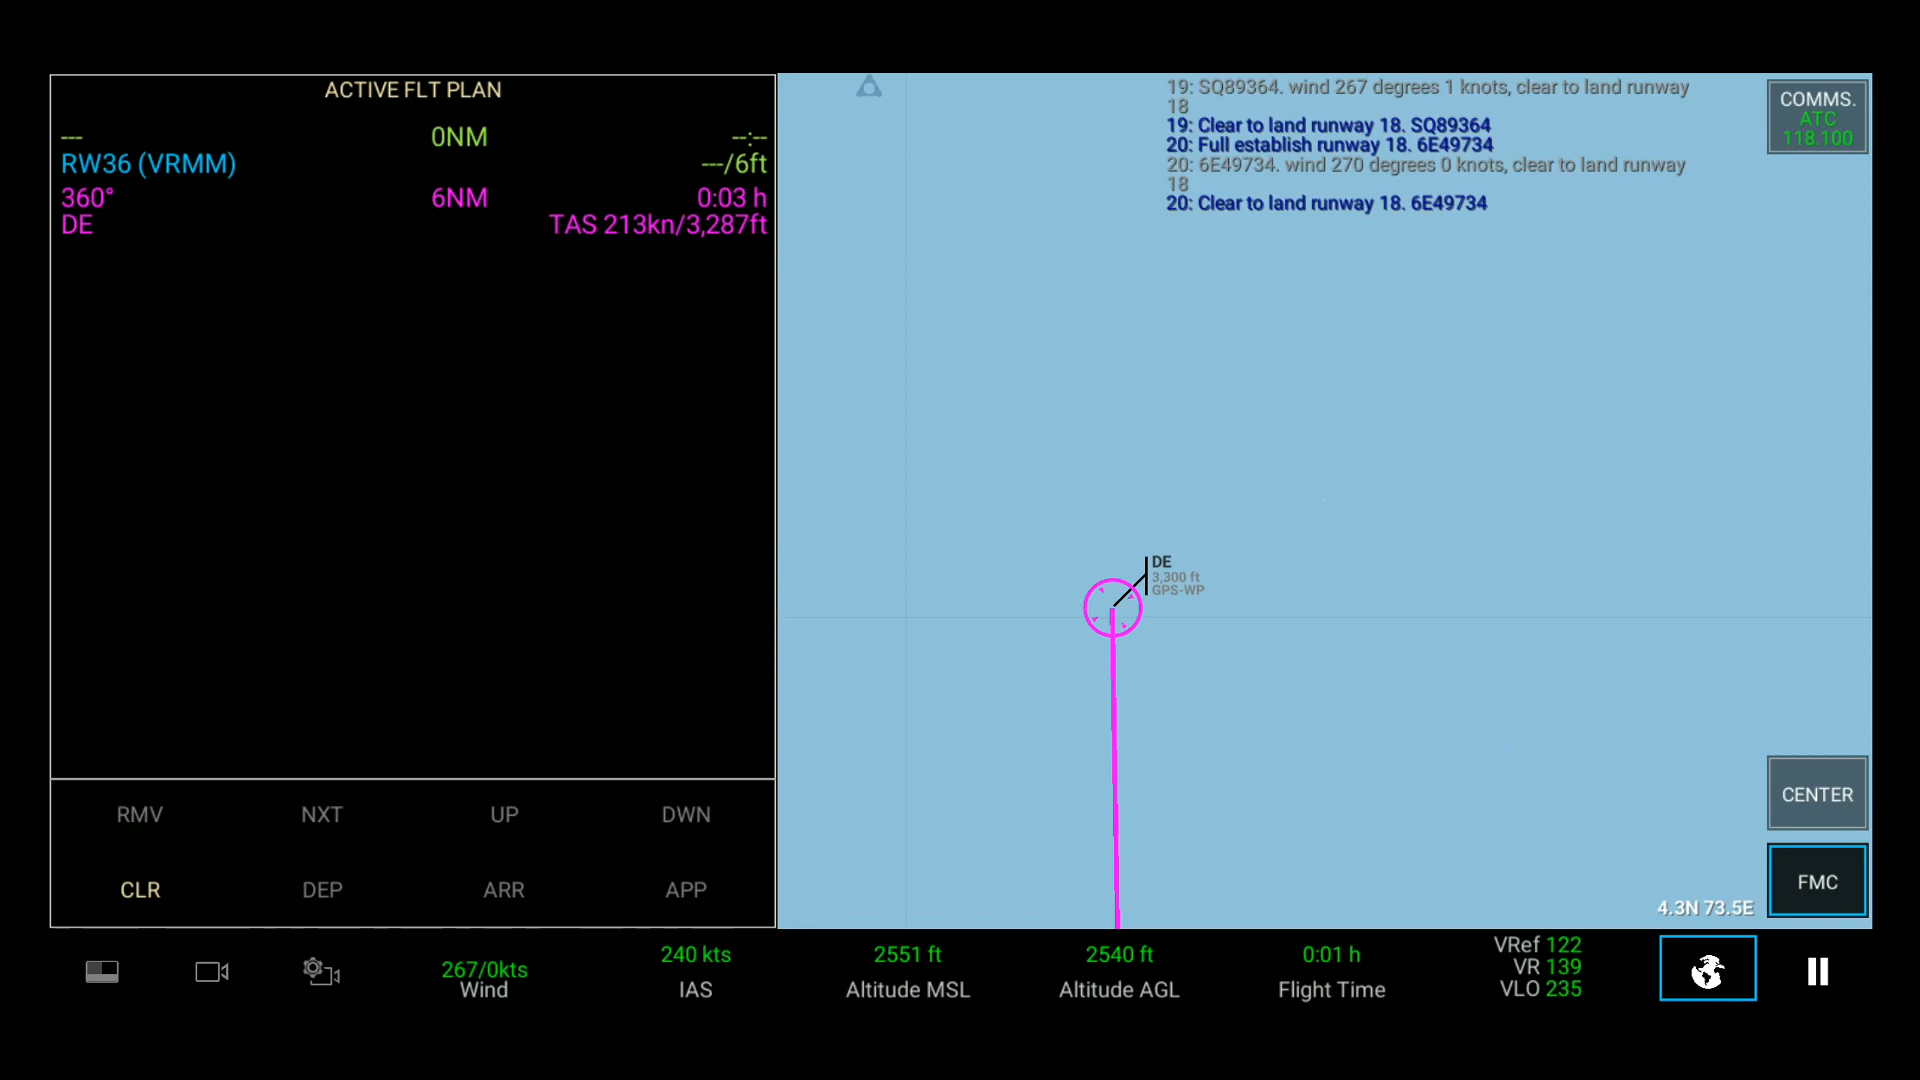 ACTIVE FLT PLAN
--- 0NM --:--
RW36 (VRMM) ---/6ft
360° 6NM 0:03 h
DE TAS 213kn/3,287ft
RMV NXT UP DWN
CLR DEP ARR APP
19: SQ89364. wind 267 degrees 1 knots, clear to land runway
18
19: Clear to land runway 18. SQ89364
20: Full establish runway 18. 6E49734
20: 6E49734. wind 270 degrees 0 knots, clear to land runway
18
20: Clear to land runway 18. 6E49734
COMMS.
ATC
118.100
DE
3,300 ft
GPS-WP
CENTER
FMC
4.3N 73.5E
267/0kts
Wind
240 kts
IAS
2551 ft
Altitude MSL
2540 ft
Altitude AGL
0:01 h
Flight Time
VRef 122
VR 139
VLO 235